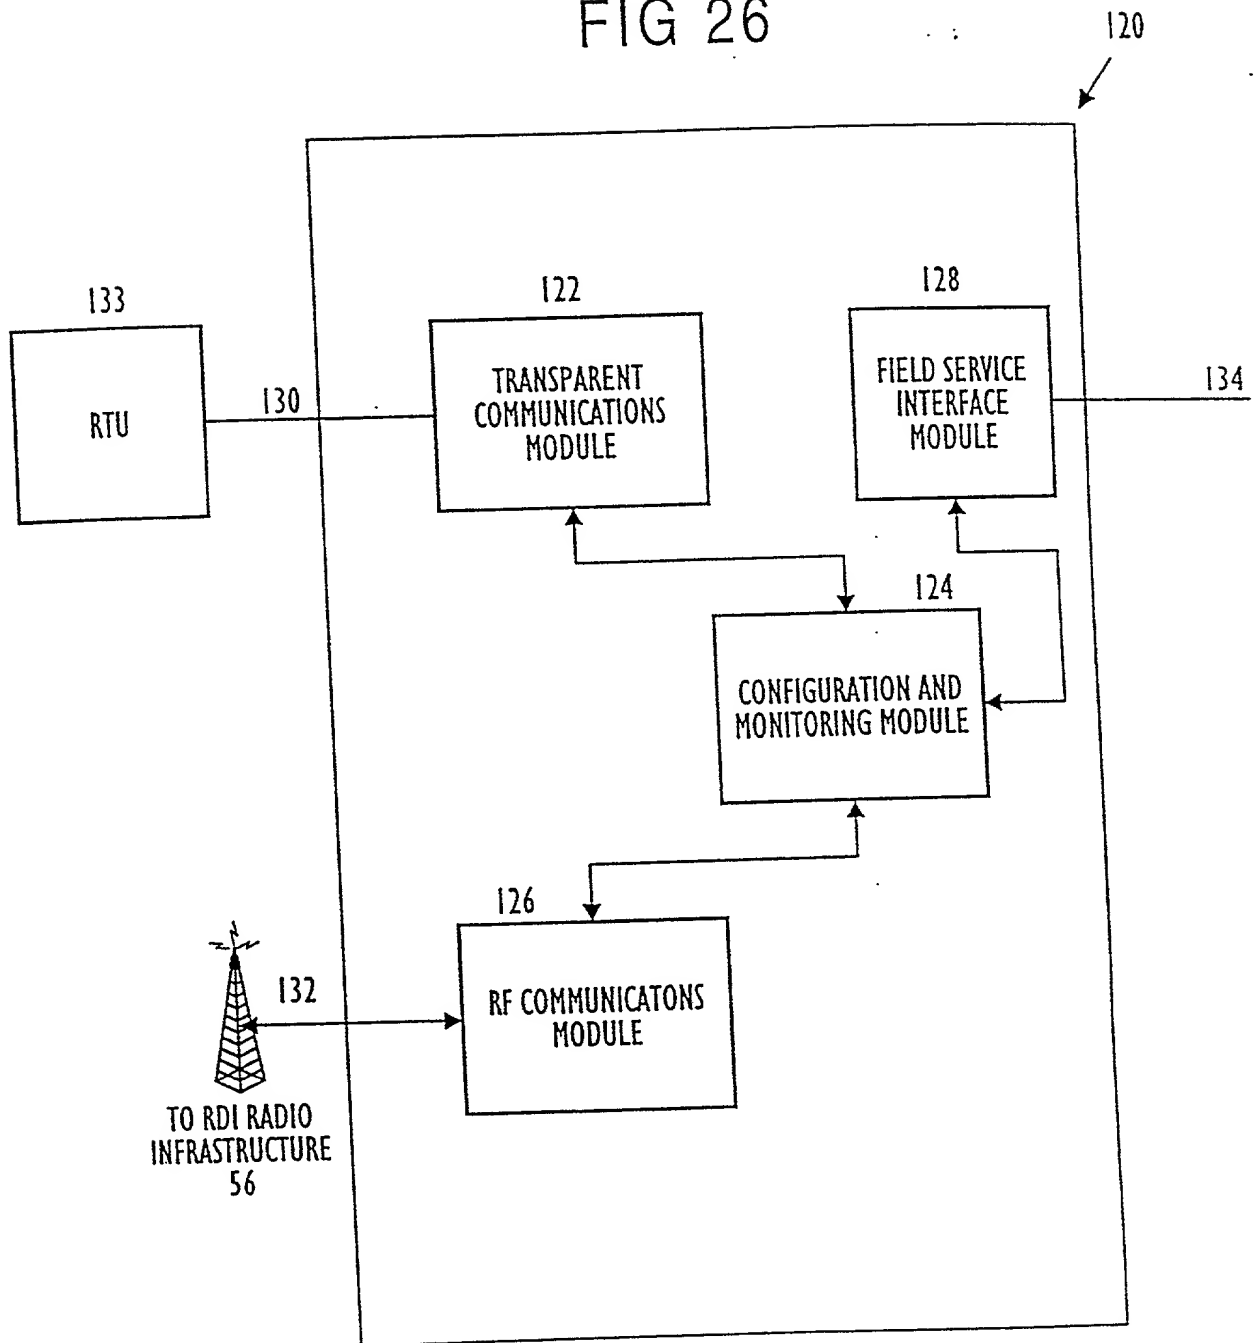 FIG 26
120
133
122
128
RTU
130
TRANSPARENT
COMMUNICATIONS
MODULE
FIELD SERVICE
INTERFACE
MODULE
134
124
CONFIGURATION AND
MONITORING MODULE
126
132
RF COMMUNICATONS
MODULE
TO RDI RADIO
INFRASTRUCTURE
56